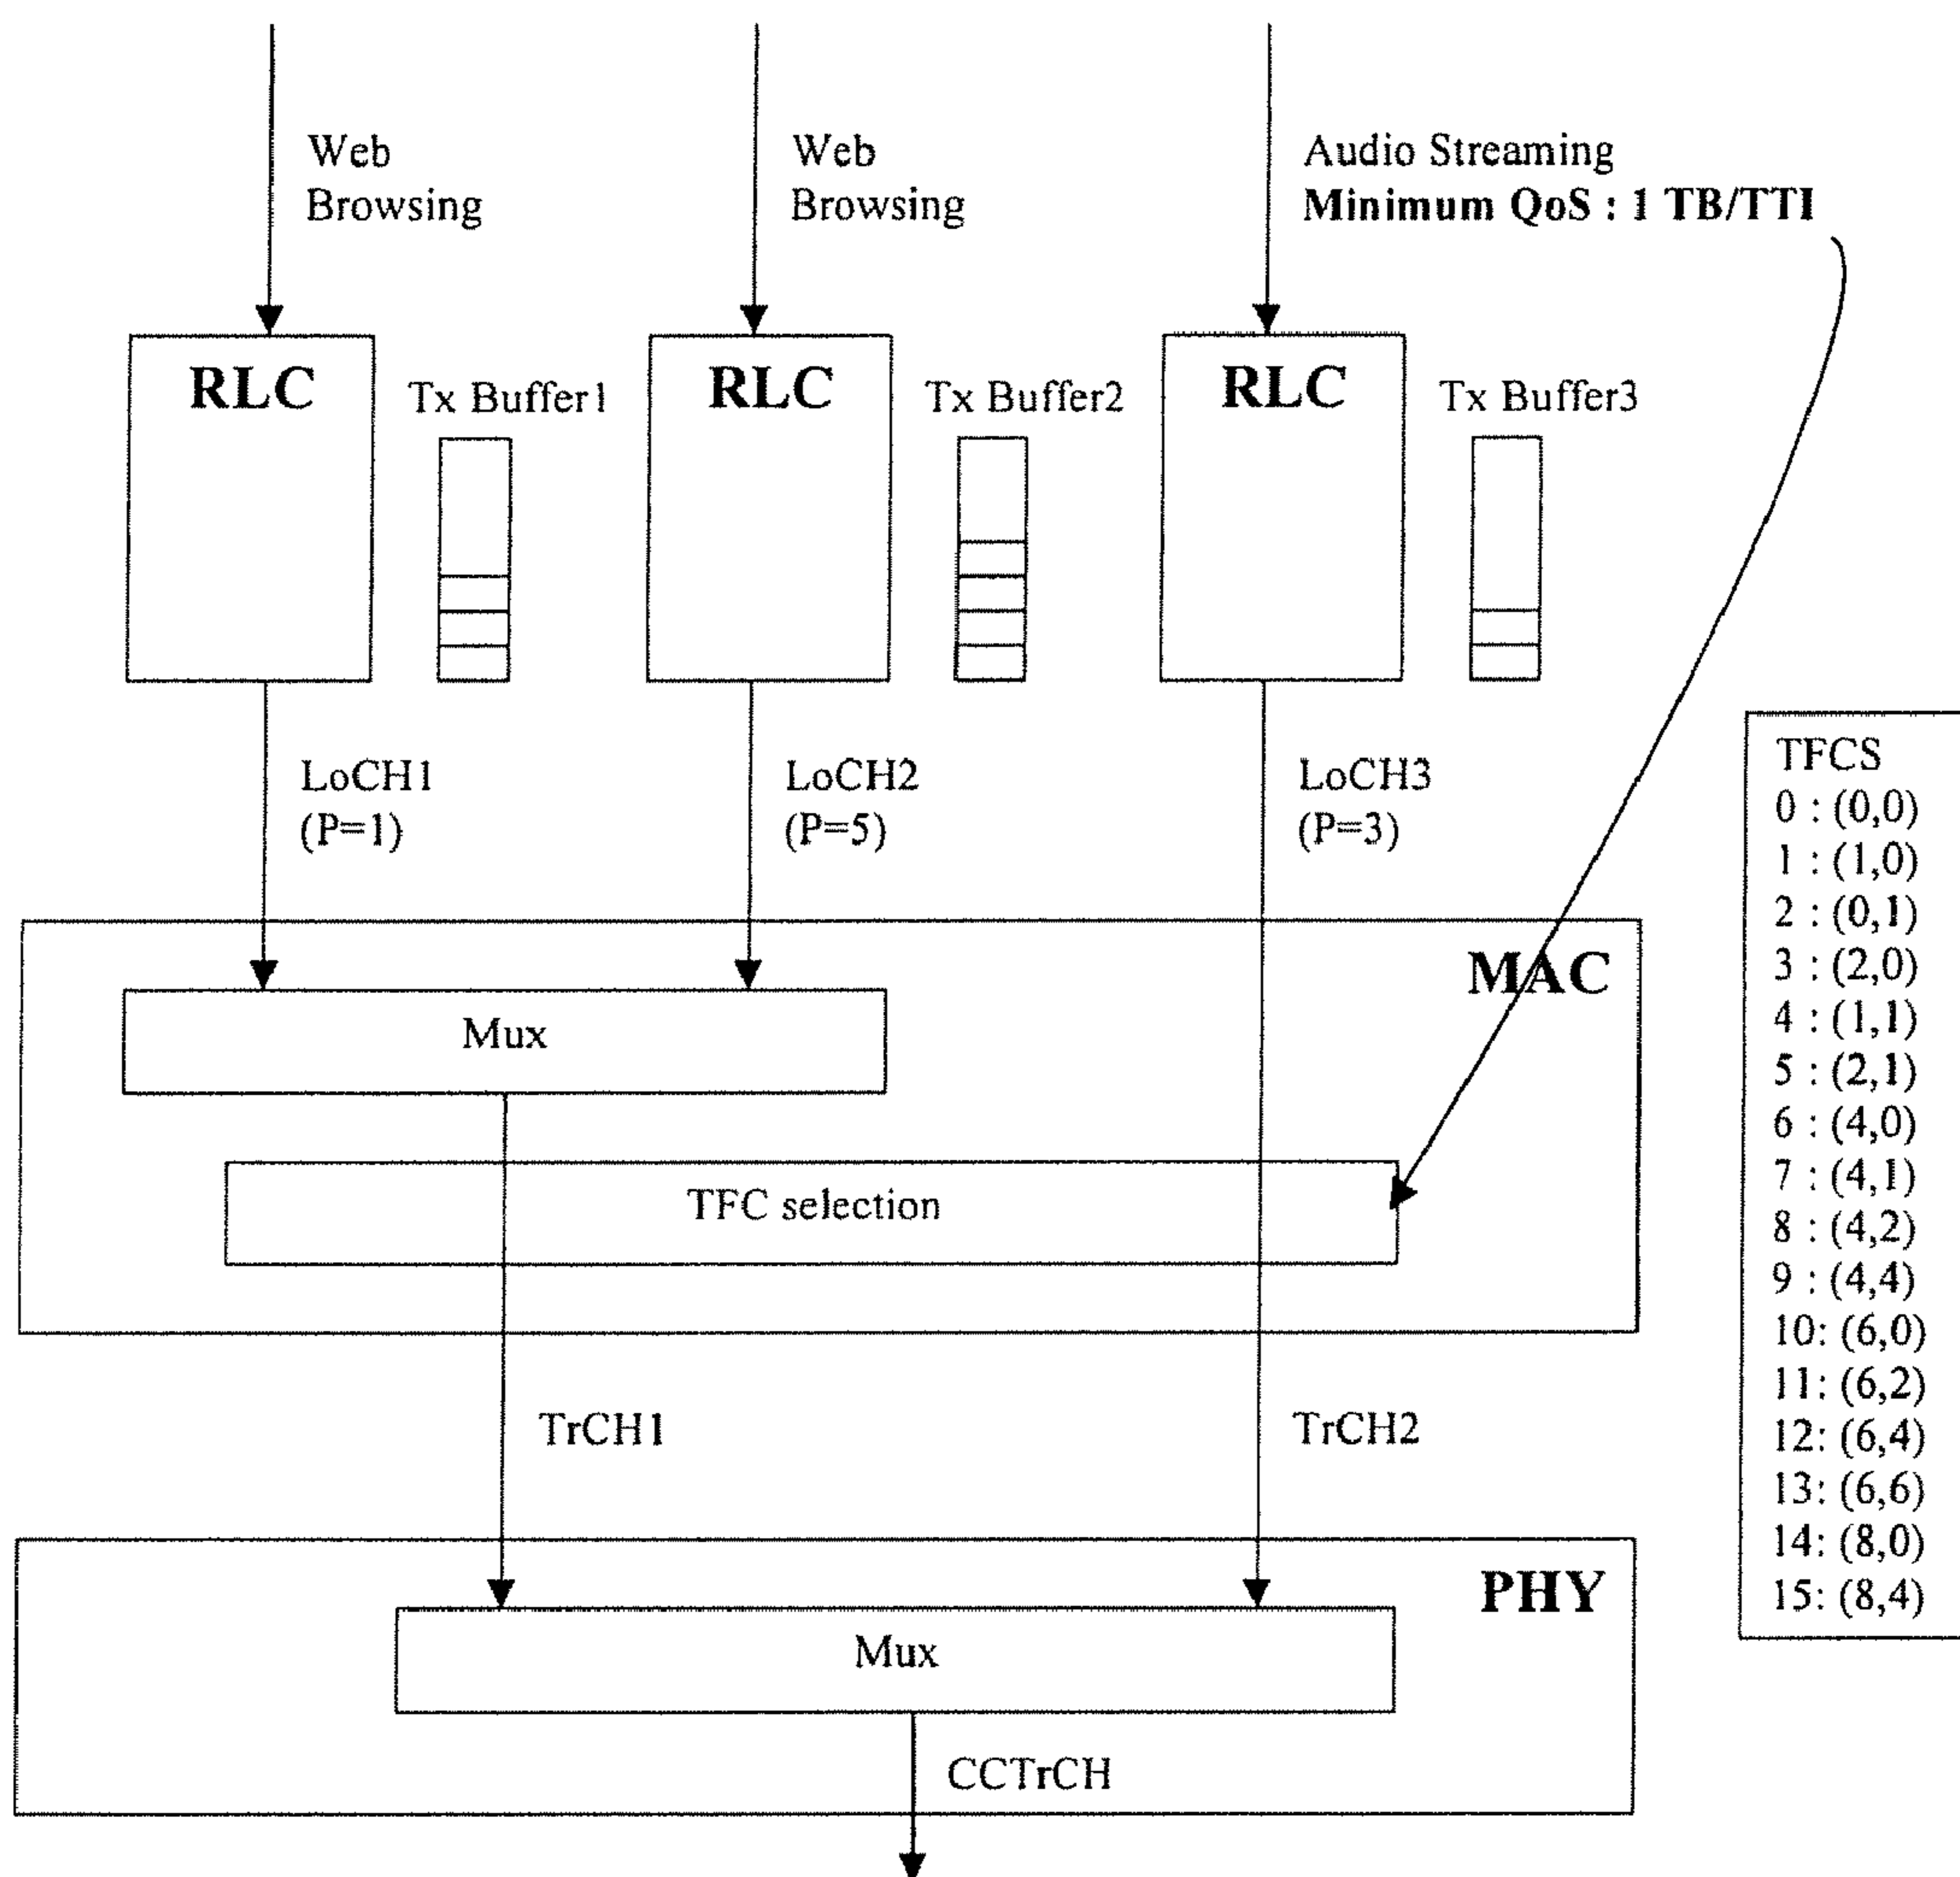 Web
Browsing
Web
Browsing
Audio Streaming
Minimum QoS : 1 TB/TTI
RLC
Tx Buffer1
RLC
Tx Buffer2
RLC
Tx Buffer3
LoCH1
(P=1)
LoCH2
(P=5)
LoCH3
(P=3)
MAC
Mux
TFC selection
TrCH1
TrCH2
PHY
Mux
CCTrCH
TFCS
0 : (0,0)
1 : (1,0)
2 : (0,1)
3 : (2,0)
4 : (1,1)
5 : (2,1)
6 : (4,0)
7 : (4,1)
8 : (4,2)
9 : (4,4)
10: (6,0)
11: (6,2)
12: (6,4)
13: (6,6)
14: (8,0)
15: (8,4)